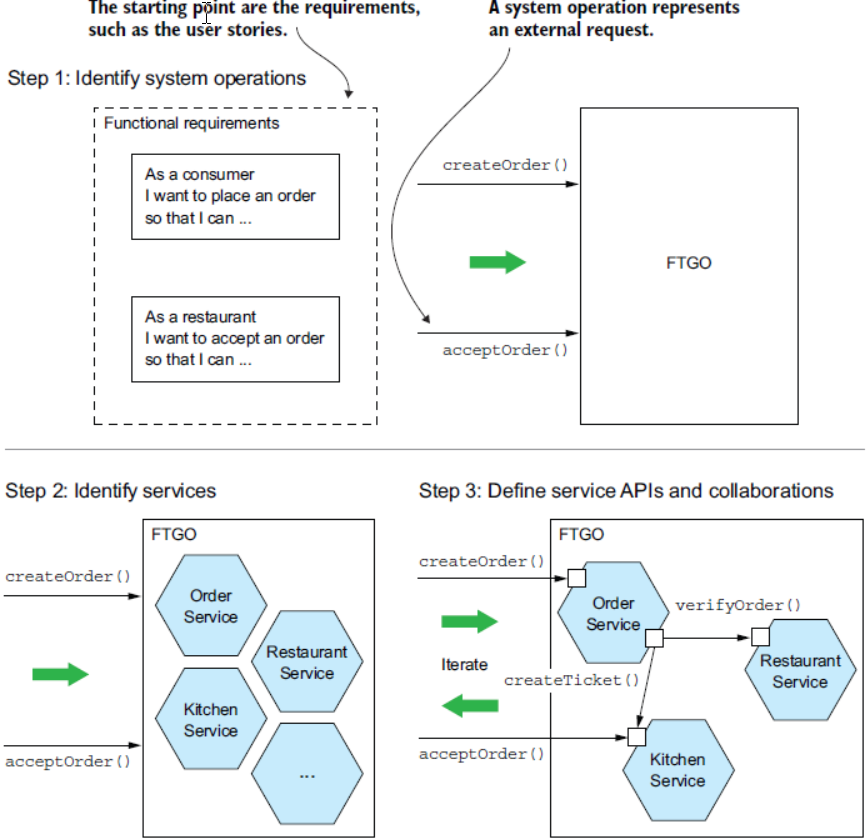 The starting point are the requirements,
such as the user stories.
A system operation represents
an external request.
Step 1: Identify system operations
Functional requirements
As a consumer
I want to place an order
so that I can ...
As a restaurant
I want to accept an order
so that I can ...
createOrder()
FTGO
acceptOrder()
Step 2: Identify services
FTGO
createOrder()
Order
Service
Restaurant
Service
Kitchen
Service
...
acceptOrder()
Step 3: Define service APIs and collaborations
FTGO
createOrder()
Order
Service
verifyOrder()
Restaurant
Service
Iterate
createTicket()
acceptOrder()
Kitchen
Service